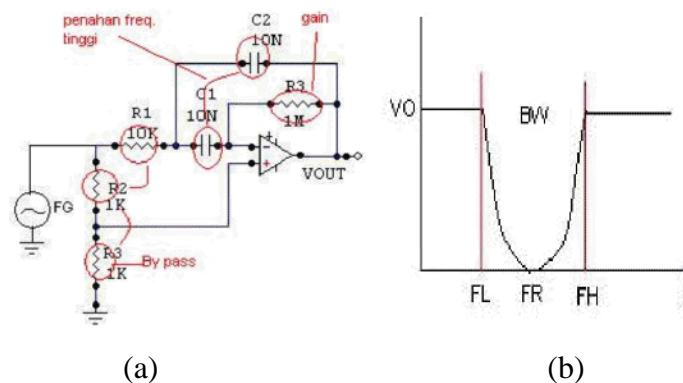 penahan freq.
tinggi
C2
10N
gain
C1
10N
R3
1M
R1
10K
VOUT
FG
R2
1K
R3
1K
By pass
VO
BW
FL FR FH
(a) (b)